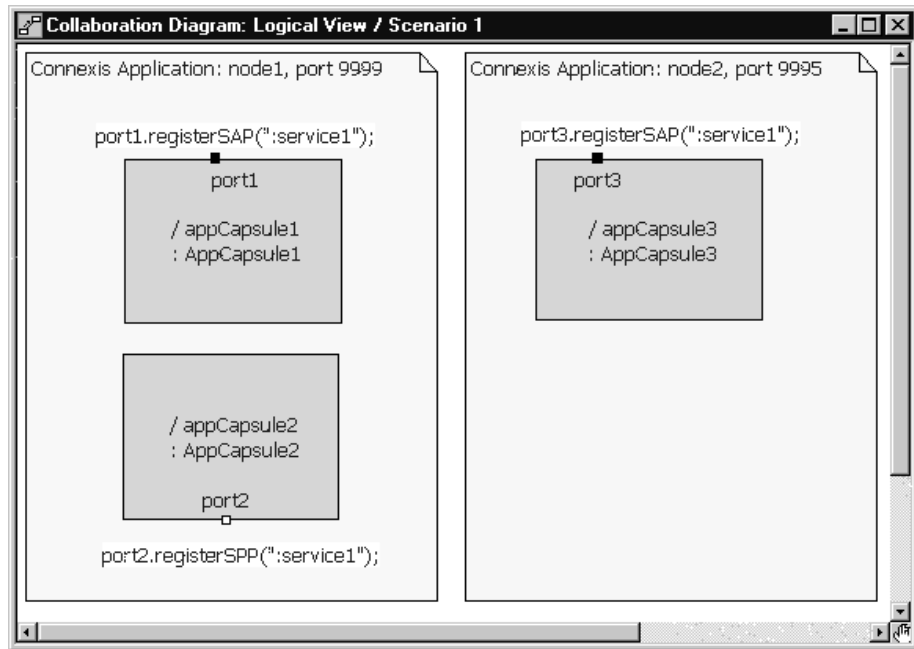 Collaboration Diagram: Logical View / Scenario 1
Connexis Application: node1, port 9999
port1.registerSAP(":service1");
port1
/ appCapsule1
: AppCapsule1
/ appCapsule2
: AppCapsule2
port2
port2.registerSPP(":service1");
Connexis Application: node2, port 9995
port3.registerSAP(":service1");
port3
/ appCapsule3
: AppCapsule3